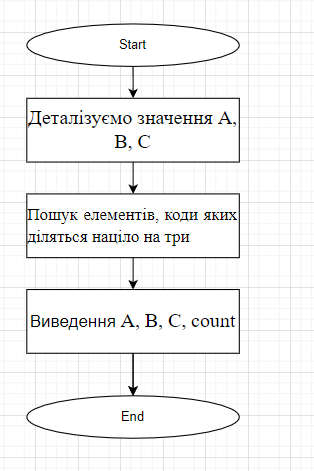 Start
Деталізуємо значення A,
B, C
Пошук елементів, коди яких
діляться націло на три
Виведення A, B, C, count
End